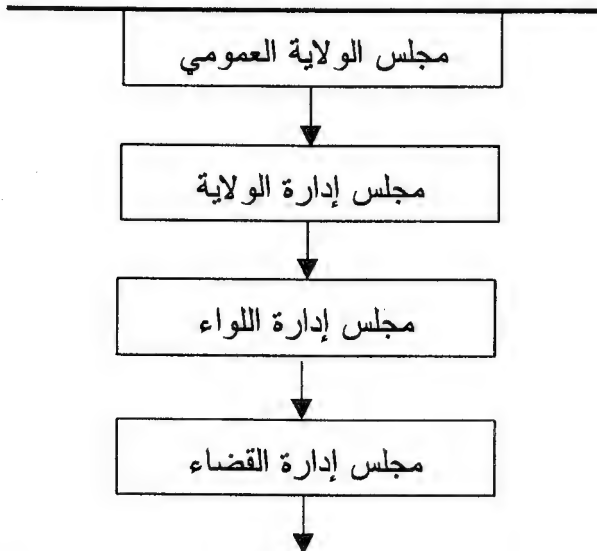 مجلس الولاية العمومي
مجلس إدارة الولاية
مجلس إدارة اللواء
مجلس إدارة القضاء